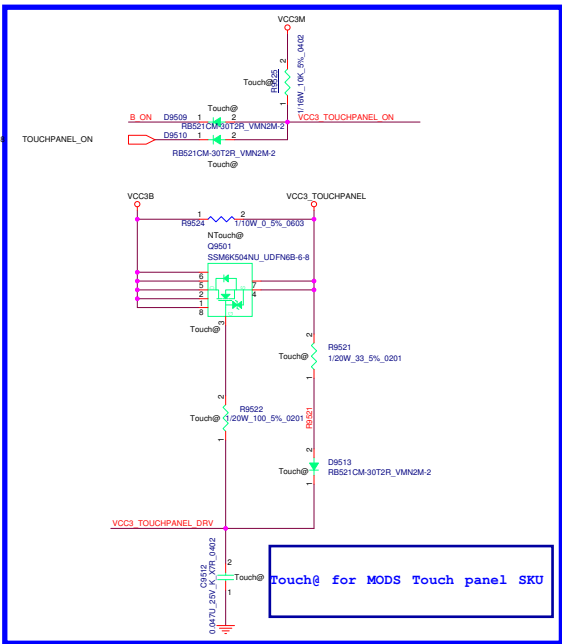 VCC3M
2
Touch@
R9525
1/16W_10K_5%_0402
1
Touch@
B_ON D9509 1 2 VCC3_TOUCHPANEL_ON
RB521CM-30T2R_VMN2M-2
TOUCHPANEL_ON D9510 1 2
RB521CM-30T2R_VMN2M-2
Touch@
VCC3B VCC3_TOUCHPANEL
1 2
R9524 1/10W_0_5%_0603
NTouch@
Q9501
SSM6K504NU_UDFN6B-6-8
6
5 7
2 4
1
8
3
Touch@
2
R9521
Touch@ 1/20W_33_5%_0201
1
2
R9522
Touch@ 1/20W_100_5%_0201
1
R9521
2
D9513
Touch@ RB521CM-30T2R_VMN2M-2
1
VCC3_TOUCHPANEL_DRV
C9512
0.047U_25V_K_X7R_0402
2
Touch@
1
Touch@ for MODS Touch panel SKU